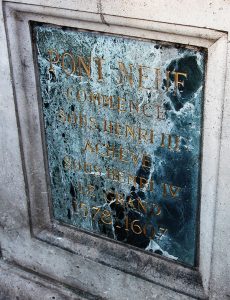 PONT NEUF
COMMENCE
SOUS HENRI III
ACHEVE
SOUS HENRI IV
LE GRAND
1578-1607